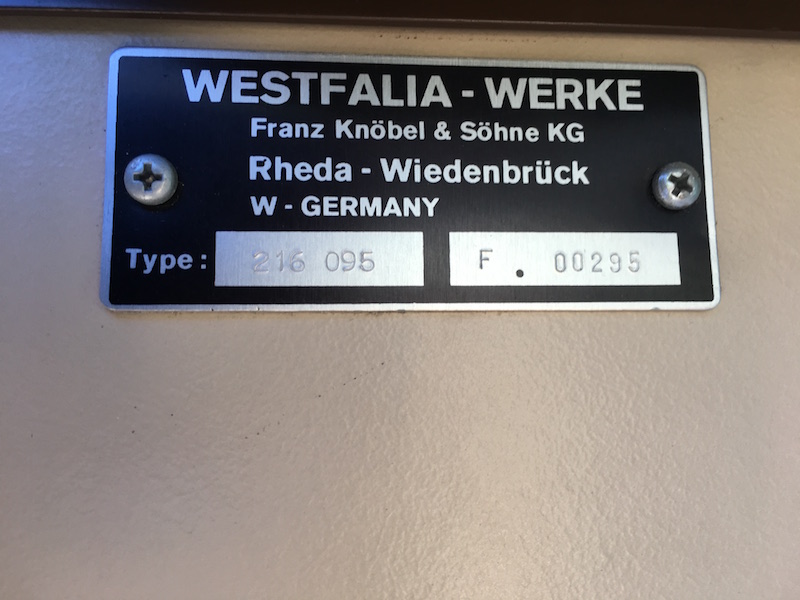 WESTFALIA - WERKE
Franz Knöbel & Söhne KG
Rheda - Wiedenbrück
W - GERMANY
Type: 216 095 F . 00295